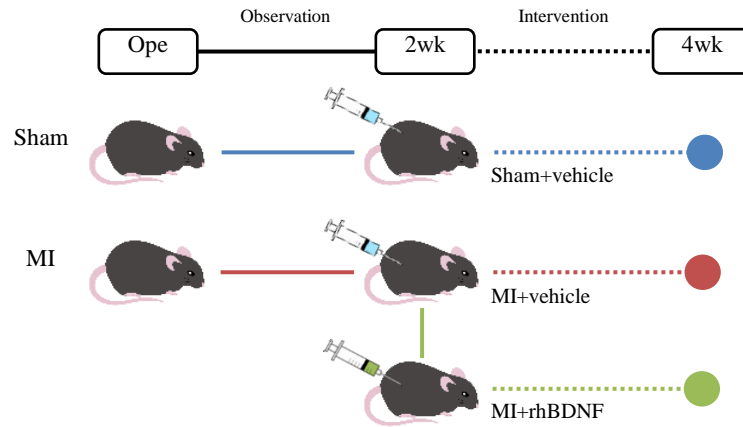 Observation
Intervention
Ope
2wk
4wk
Sham
Sham+vehicle
MI
MI+vehicle
MI+rhBDNF